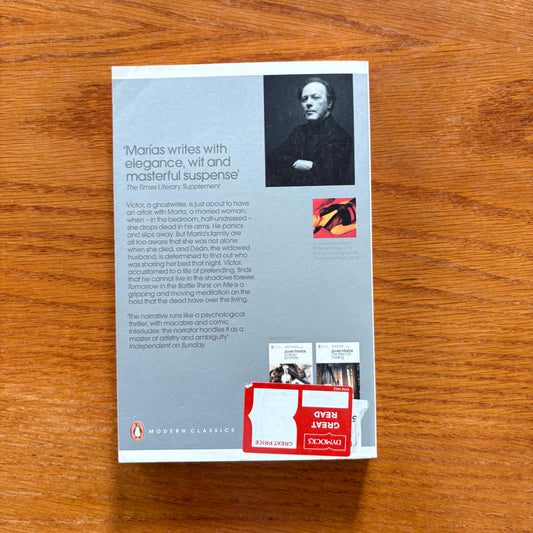 'Marías writes with
elegance, wit and
masterful suspense'
The Times Literary Supplement
Víctor, a ghostwriter, is just about to have
an affair with Marta, a married woman,
when – in the bedroom, half-undressed –
she drops dead in his arms. He panics
and slips away. But Marta's family are
all too aware that she was not alone
when she died, and Deán, the widowed
husband, is determined to find out who
was sharing her bed that night. Víctor,
accustomed to a life of pretending, finds
that he cannot live in the shadows forever.
Tomorrow in the Battle Think on Me is a
gripping and moving meditation on the
hold that the dead have over the living.
'The narrative runs like a psychological
thriller, with macabre and comic
interludes: the narrator handles it as a
master of artistry and ambiguity'
Independent on Sunday
MODERN CLASSICS
Javier Marías
Javier Marías
DYMOCKS
GREAT
READ
GREAT PRICE